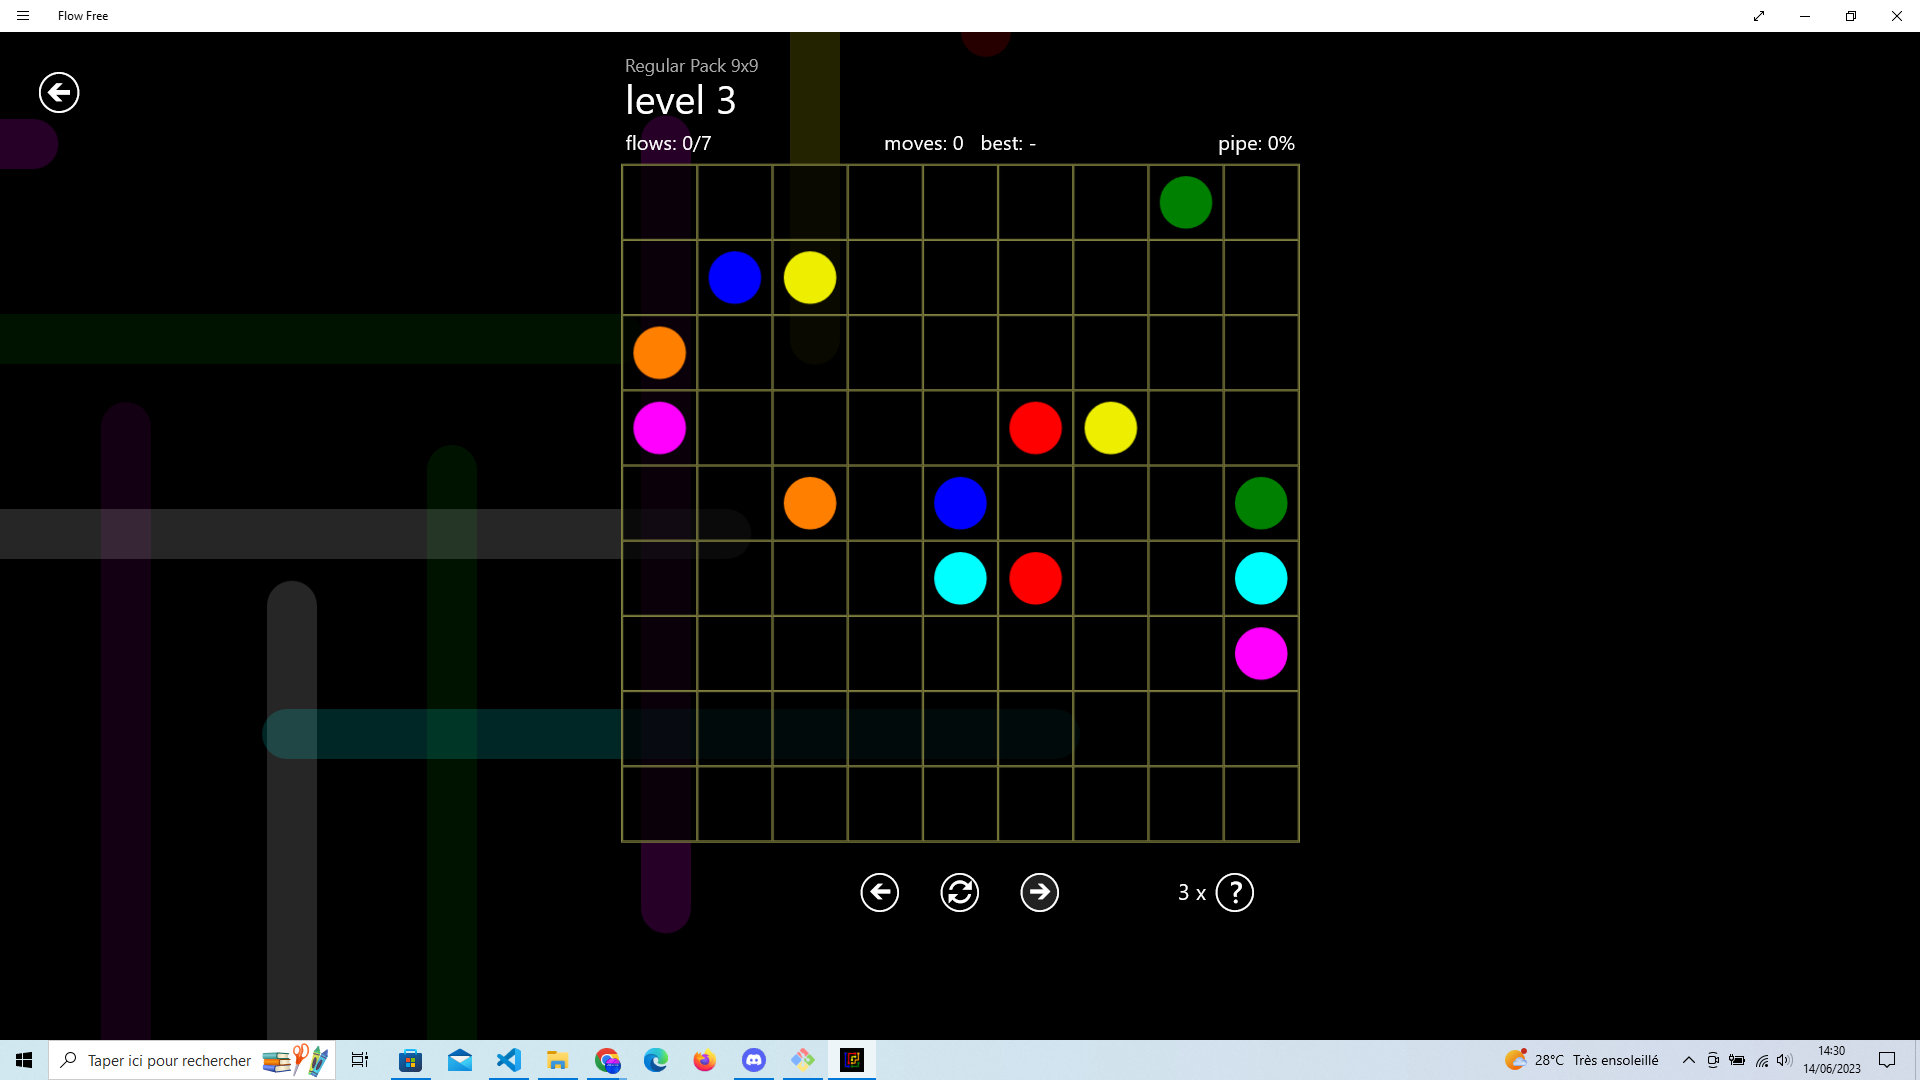 Flow Free
Regular Pack 9x9
level 3
flows: 0/7 moves: 0 best: - pipe: 0%
3 x ?
Taper ici pour rechercher
28°C Très ensoleillé
14:30
14/06/2023